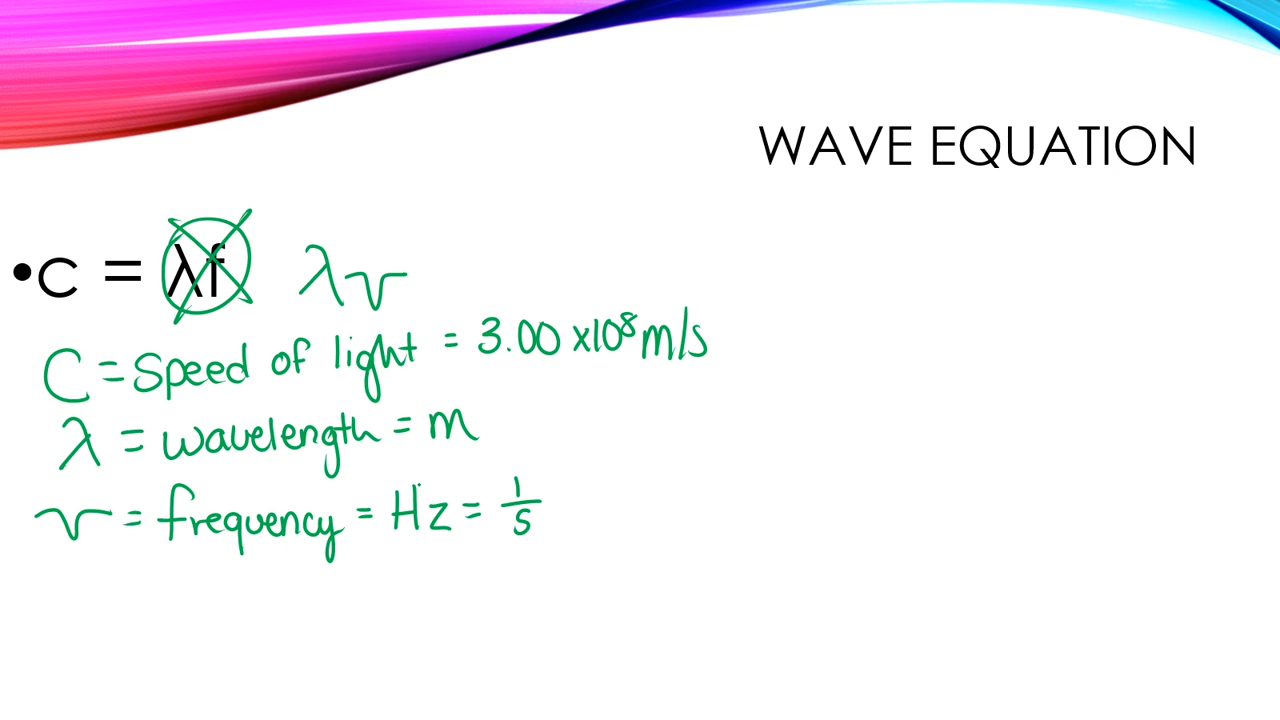 WAVE EQUATION
•c = λf λν
C = Speed of light = 3.00 x10⁸ m/s
λ = wavelength = m
ν = frequency = Hz = 1/s